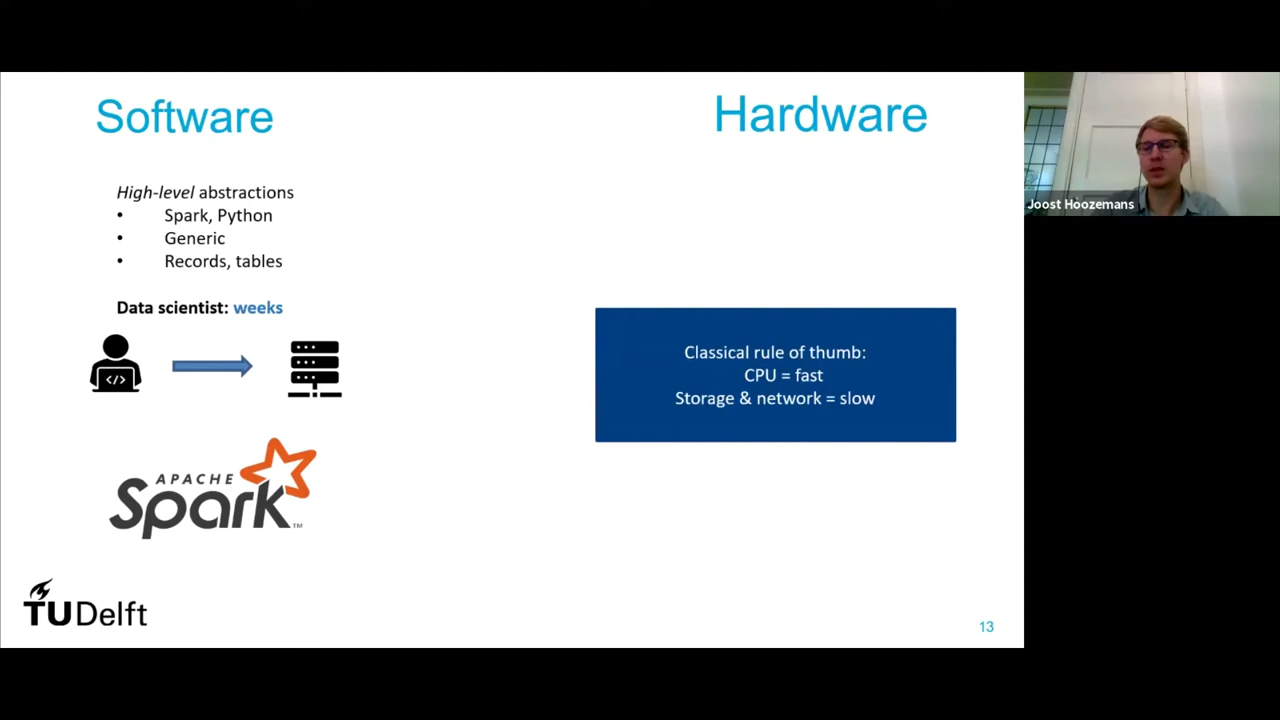 Software
Hardware
High-level abstractions
• Spark, Python
• Generic
• Records, tables
Data scientist: weeks
</>
Classical rule of thumb:
CPU = fast
Storage & network = slow
APACHE
Spark™
TUDelft
13
Joost Hoozemans